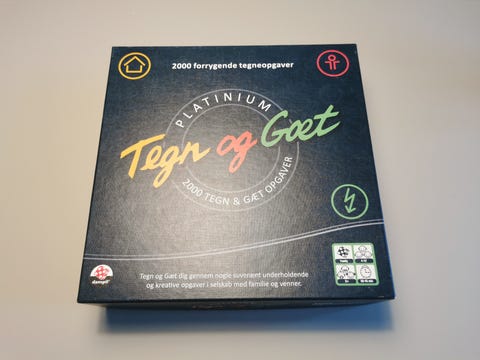 2000 forrygende tegneopgaver
PLATINIUM
Tegn og Gæt
2000 TEGN & GÆT OPGAVER
Tegn og Gæt dig gennem nogle suverænt underholdende
og kreative opgaver i selskab med familie og venner.
danspil